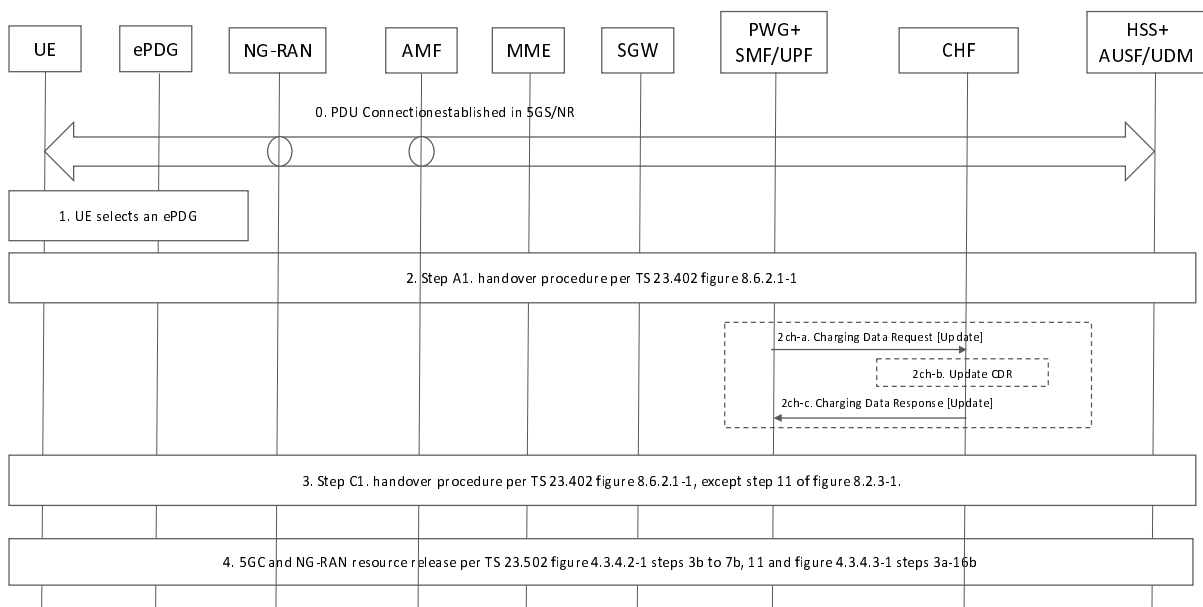 UE
ePDG
NG-RAN
AMF
MME
SGW
PWG+
SMF/UPF
CHF
HSS+
AUSF/UDM
0. PDU Connectionestablished in 5GS/NR
1. UE selects an ePDG
2. Step A1. handover procedure per TS 23.402 figure 8.6.2.1-1
2ch-a. Charging Data Request [Update]
2ch-b. Update CDR
2ch-c. Charging Data Response [Update]
3. Step C1. handover procedure per TS 23.402 figure 8.6.2.1-1, except step 11 of figure 8.2.3-1.
4. 5GC and NG-RAN resource release per TS 23.502 figure 4.3.4.2-1 steps 3b to 7b, 11 and figure 4.3.4.3-1 steps 3a-16b